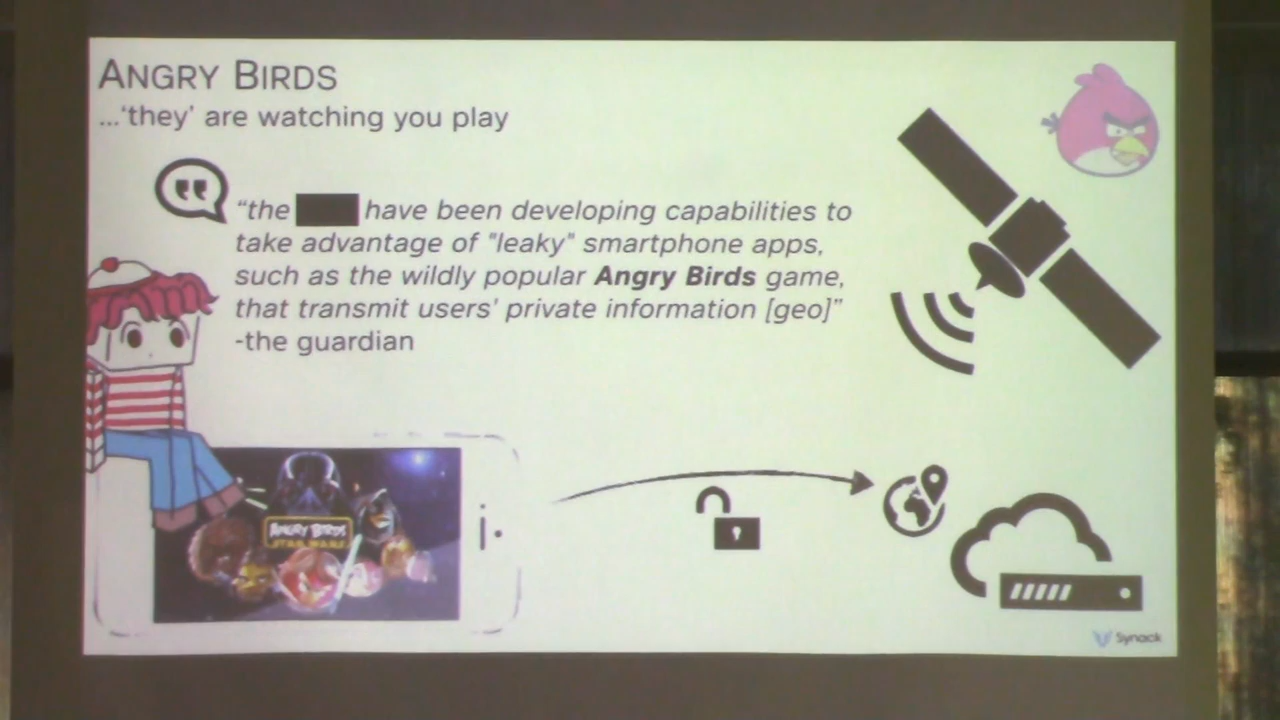 ANGRY BIRDS
...'they' are watching you play
"the have been developing capabilities to
take advantage of "leaky" smartphone apps,
such as the wildly popular Angry Birds game,
that transmit users' private information [geo]"
-the guardian
ANGRY BIRDS
STAR WARS
Synack